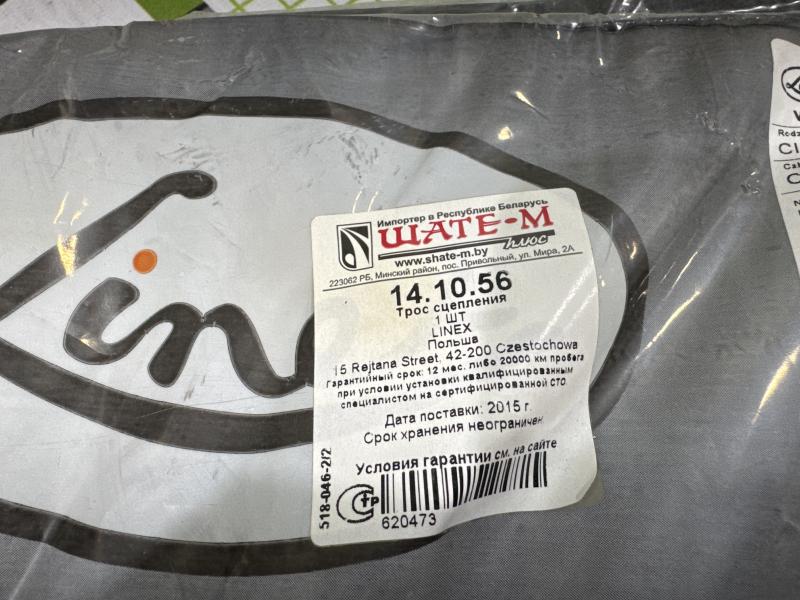 Импортер в Республике Беларусь
ШАТЕ-М
плюс
www.shate-m.by
223062 РБ, Минский район, пос. Привольный, ул. Мира, 2А
14.10.56
Трос сцепления
1 ШТ
LINEX
Польша
15 Rejtana Street, 42-200 Czestochowa
Гарантийный срок: 12 мес. либо 20000 км пробега
при условии установки квалифицированным
специалистом на сертифицированной СТО
Дата поставки: 2015 г.
Срок хранения неограничен
Условия гарантии см. на сайте
620473
518-046-2/2